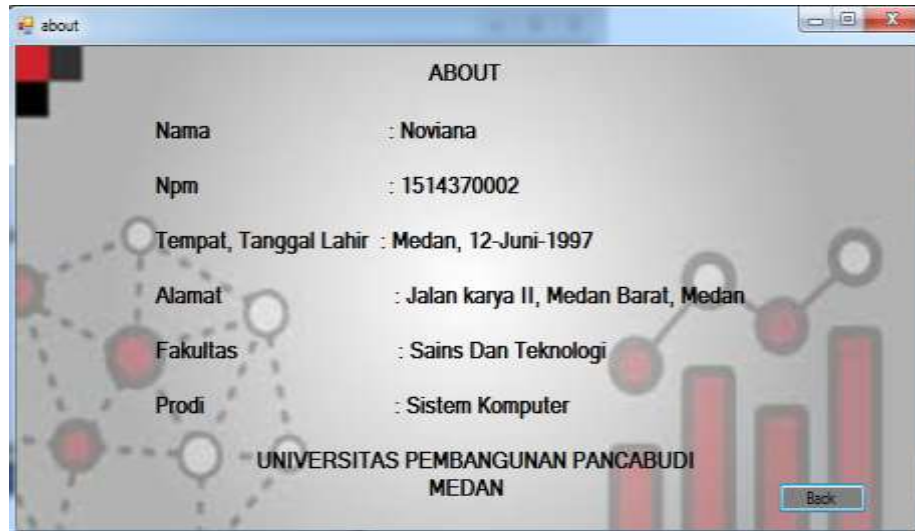 about
ABOUT
Nama : Noviana
Npm : 1514370002
Tempat, Tanggal Lahir : Medan, 12-Juni-1997
Alamat : Jalan karya II, Medan Barat, Medan
Fakultas : Sains Dan Teknologi
Prodi : Sistem Komputer
UNIVERSITAS PEMBANGUNAN PANCABUDI
MEDAN
Back